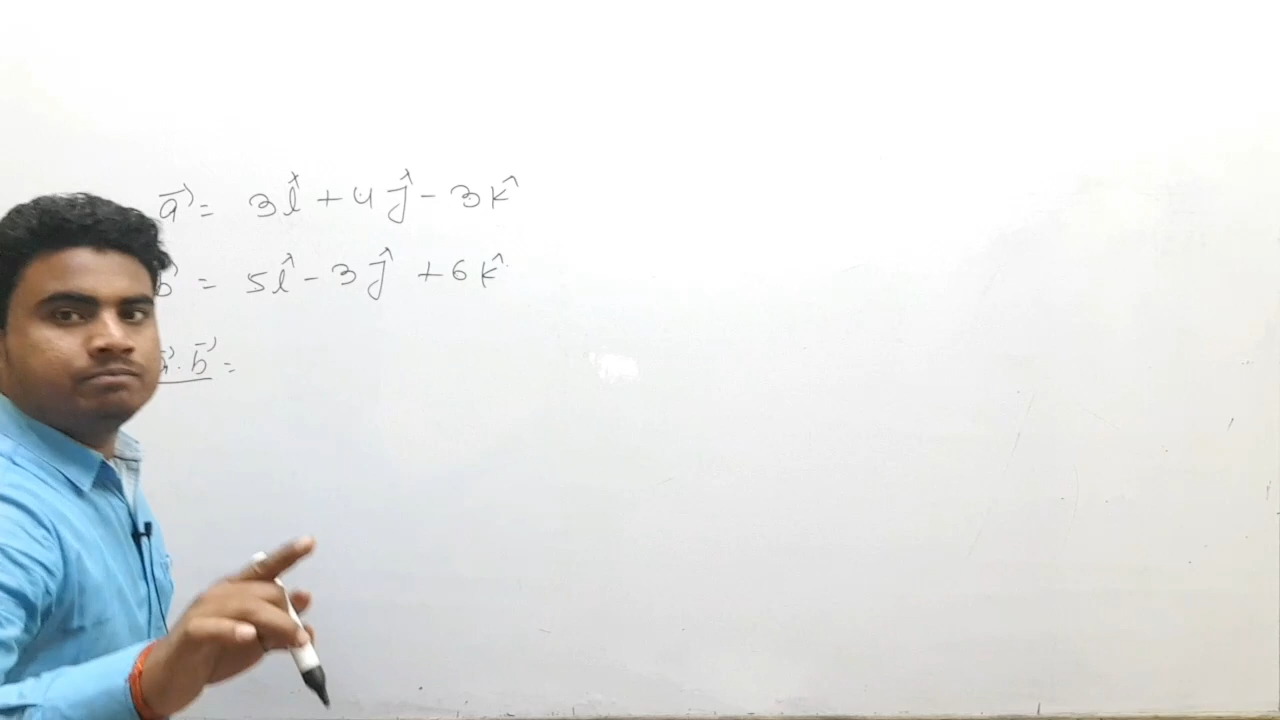 a⃗ = 3î + 4ĵ - 3k̂
b⃗ = 5î - 3ĵ + 6k̂
a⃗ . b⃗ =